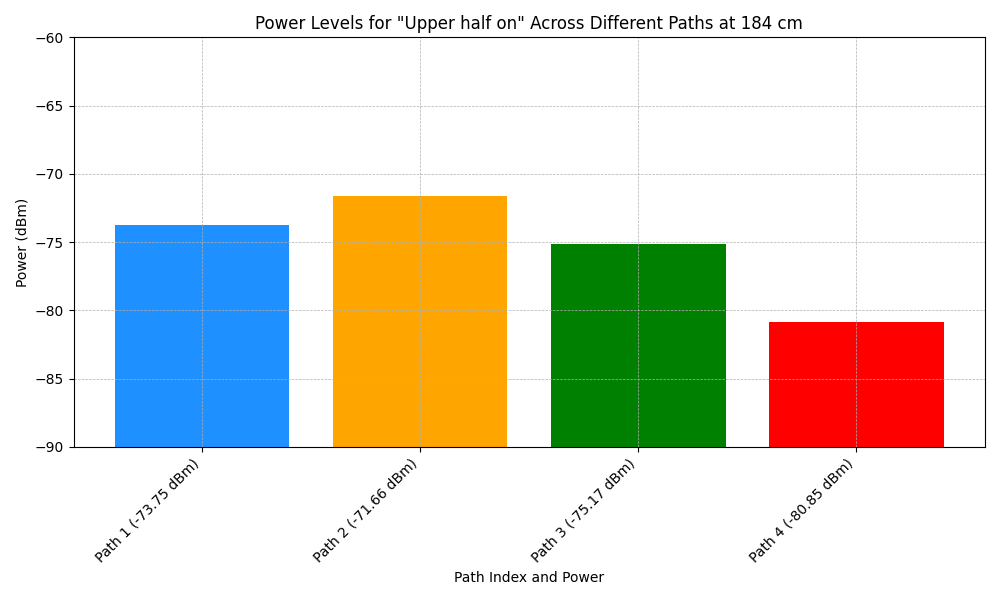 Power Levels for "Upper half on" Across Different Paths at 184 cm
Power (dBm)
−60
−65
−70
−75
−80
−85
−90
Path 1 (-73.75 dBm)
Path 2 (-71.66 dBm)
Path 3 (-75.17 dBm)
Path 4 (-80.85 dBm)
Path Index and Power